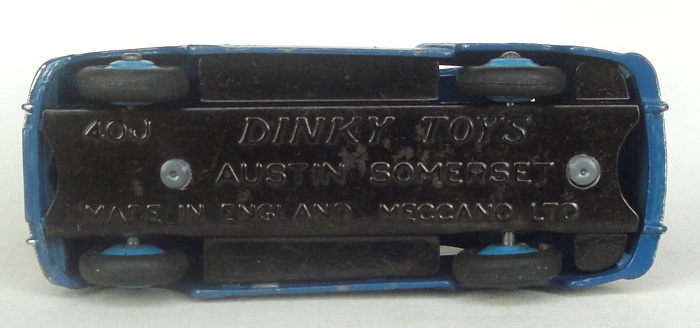 40J DINKY TOYS
AUSTIN SOMERSET
MADE IN ENGLAND MECCANO LTD